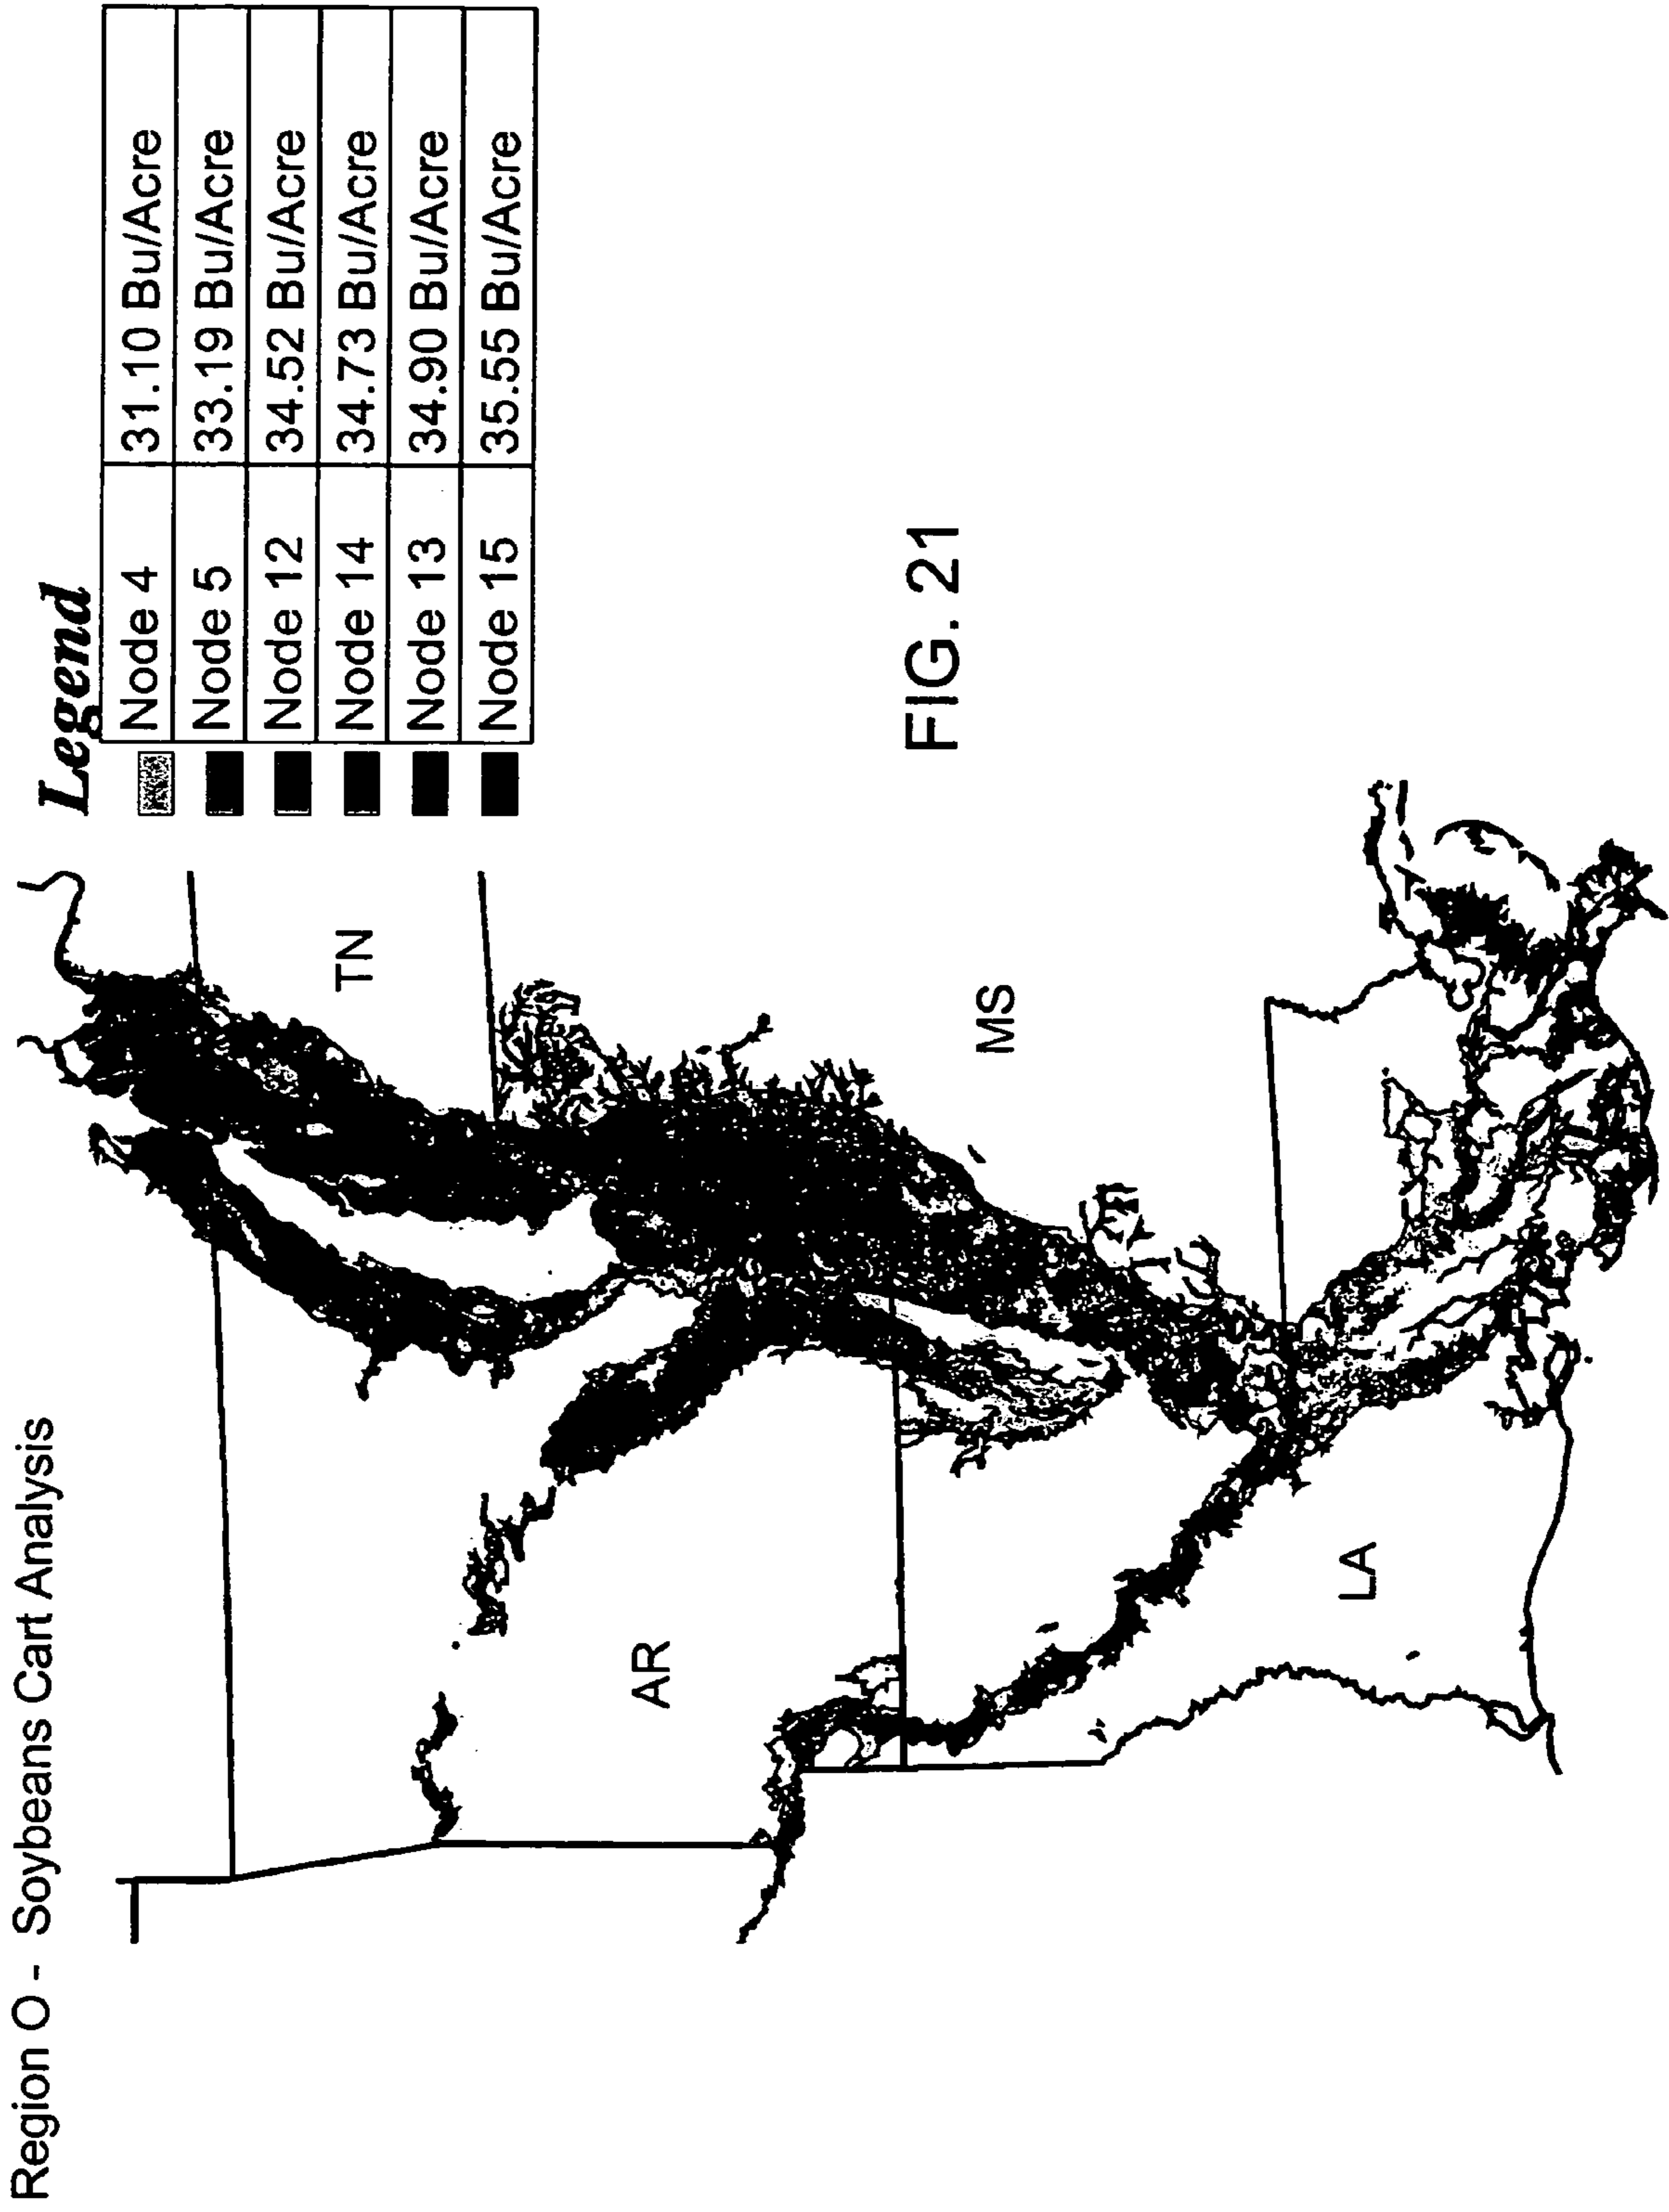 Region O - Soybeans Cart Analysis
Legend
Node 4 31.10 Bu/Acre
Node 5 33.19 Bu/Acre
Node 12 34.52 Bu/Acre
Node 14 34.73 Bu/Acre
Node 13 34.90 Bu/Acre
Node 15 35.55 Bu/Acre
TN
AR
MS
LA
FIG. 21